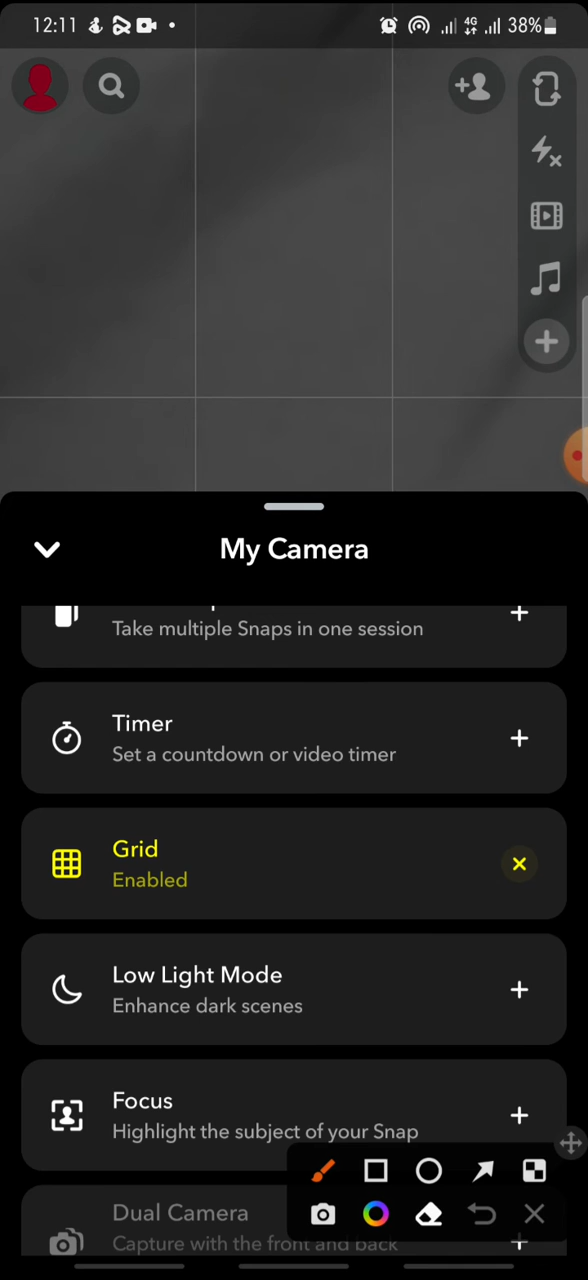 12:11
4G
38%
My Camera
Take multiple Snaps in one session
Timer
Set a countdown or video timer
Grid
Enabled
Low Light Mode
Enhance dark scenes
Focus
Highlight the subject of your Snap
Dual Camera
Capture with the front and back